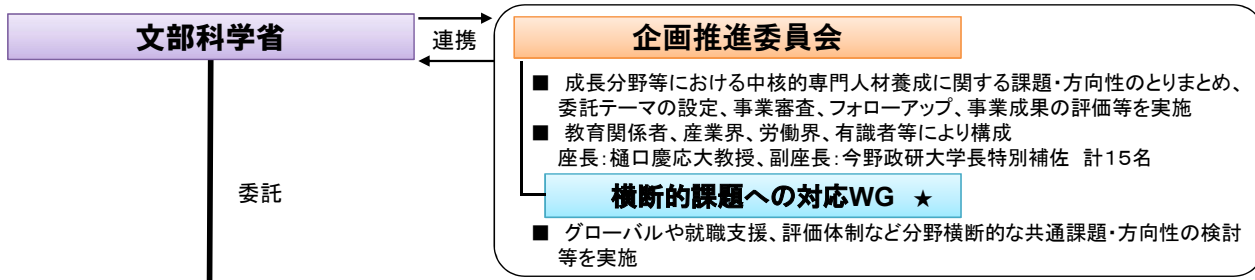 文部科学省
連携
企画推進委員会
■ 成長分野等における中核的専門人材養成に関する課題・方向性のとりまとめ、
委託テーマの設定、事業審査、フォローアップ、事業成果の評価等を実施
■ 教育関係者、産業界、労働界、有識者等により構成
座長:樋口慶応大教授、副座長:今野政研大学長特別補佐 計15名
委託
横断的課題への対応WG ★
■ グローバルや就職支援、評価体制など分野横断的な共通課題・方向性の検討
等を実施